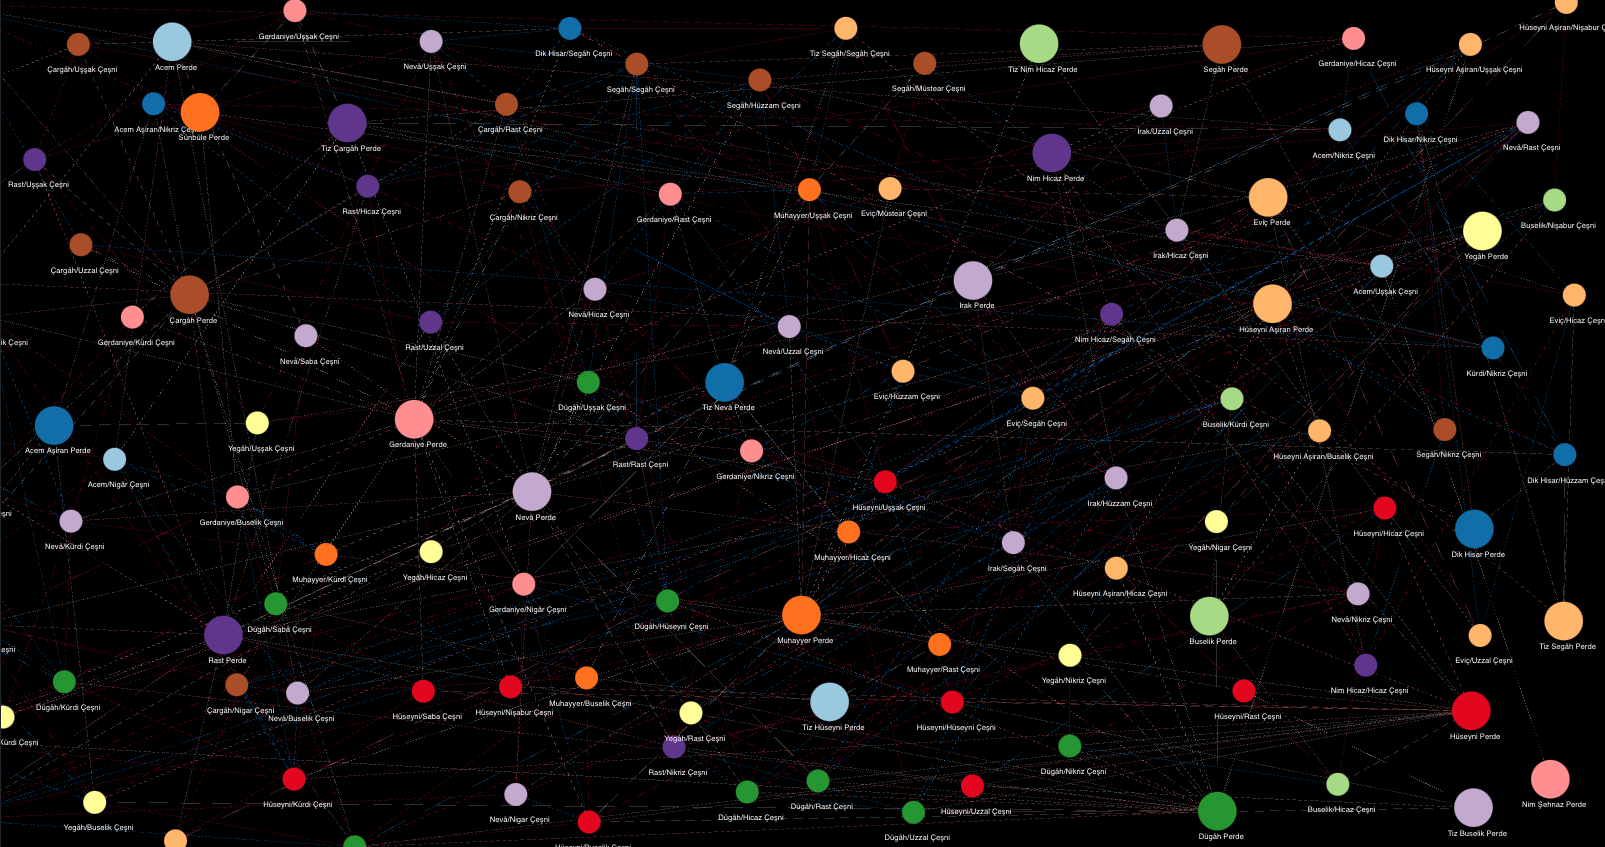 Hüseyni Aşiran/Nişabur Ç
Gerdaniye/Uşşak Çeşni
Dik Hisar/Segâh Çeşni
Tiz Segâh/Segâh Çeşni
Nevâ/Uşşak Çeşni
Gerdaniye/Hicaz Çeşni
Çargâh/Uşşak Çeşni
Acem Perde
Tiz Nim Hicaz Perde
Segâh Perde
Hüseyni Aşiran/Uşşak Çeşni
Segâh/Segâh Çeşni
Segâh/Müstear Çeşni
Segâh/Hüzzam Çeşni
Acem Aşiran/Nikriz Çeş
Sünbüle Perde
Çargâh/Rast Çeşni
Irak/Uzzal Çeşni
Dik Hisar/Nikriz Çeşni
Tiz Çargâh Perde
Nevâ/Rast Çeşni
Acem/Nikriz Çeşni
Nim Hicaz Perde
Rast/Uşşak Çeşni
Rast/Hicaz Çeşni
Çargâh/Nikriz Çeşni
Gerdaniye/Rast Çeşni
Muhayyer/Uşşak Çeşni
Eviç/Müstear Çeşni
Eviç Perde
Buselik/Nişabur Çeşni
Yegâh Perde
Irak/Hicaz Çeşni
Çargâh/Uzzal Çeşni
Acem/Uşşak Çeşni
Irak Perde
Nevâ/Hicaz Çeşni
Çargâh Perde
Eviç/Hicaz Çeşn
Hüseyni Aşiran Perde
Gerdaniye/Kürdi Çeşni
Nim Hicaz/Segâh Çeşni
ik Çeşni
Rast/Uzzal Çeşni
Nevâ/Uzzal Çeşni
Nevâ/Saba Çeşni
Kürdi/Nikriz Çeşni
Dügâh/Uşşak Çeşni
Tiz Nevâ Perde
Eviç/Hüzzam Çeşni
Eviç/Segâh Çeşni
Buselik/Kürdi Çeşni
Gerdaniye Perde
Yegâh/Uşşak Çeşni
Acem Aşiran Perde
Rast/Rast Çeşni
Hüseyni Aşiran/Buselik Çeşni
Segâh/Nikriz Çeşni
Gerdaniye/Nikriz Çeşni
Dik Hisar/Hüzzam Çeşni
Acem/Nigâr Çeşni
Irak/Hüzzam Çeşni
Hüseyni/Uşşak Çeşni
şni
Nevâ Perde
Gerdaniye/Buselik Çeşni
Hüseyni/Hicaz Çeşni
Nevâ/Kürdi Çeşni
Yegâh/Nigar Çeşni
Dik Hisar Perde
Muhayyer/Hicaz Çeşni
Irak/Segâh Çeşni
Muhayyer/Kürdi Çeşni
Yegâh/Hicaz Çeşni
Hüseyni Aşiran/Hicaz Çeşni
Gerdaniye/Nigâr Çeşni
Nevâ/Nikriz Çeşni
Dügâh/Saba Çeşni
Dügâh/Hüseyni Çeşni
Muhayyer Perde
Buselik Perde
Tiz Segâh Perde
eşni
Rast Perde
Eviç/Uzzal Çeşni
Muhayyer/Rast Çeşni
Yegâh/Nikriz Çeşni
Nim Hicaz/Hicaz Çeşni
Dügâh/Kürdi Çeşni
Çargâh/Nigar Çeşni
Nevâ/Buselik Çeşni
Hüseyni/Saba Çeşni
Hüseyni/Nişabur Çeşni
Muhayyer/Buselik Çeşni
Hüseyni/Rast Çeşni
Tiz Hüseyni Perde
Hüseyni/Hüseyni Çeşni
Hüseyni Perde
Kürdi Çeşni
Yegâh/Rast Çeşni
Rast/Nikriz Çeşni
Dügâh/Nikriz Çeşni
Hüseyni/Kürdi Çeşni
Dügâh/Rast Çeşni
Hüseyni/Uzzal Çeşni
Buselik/Hicaz Çeşni
Nim Şehnaz Perde
Dügâh/Hicaz Çeşni
Nevâ/Nigar Çeşni
Yegâh/Buselik Çeşni
Dügâh/Uzzal Çeşni
Dügâh Perde
Tiz Buselik Perde
Hüseyni/Buselik Çeşni